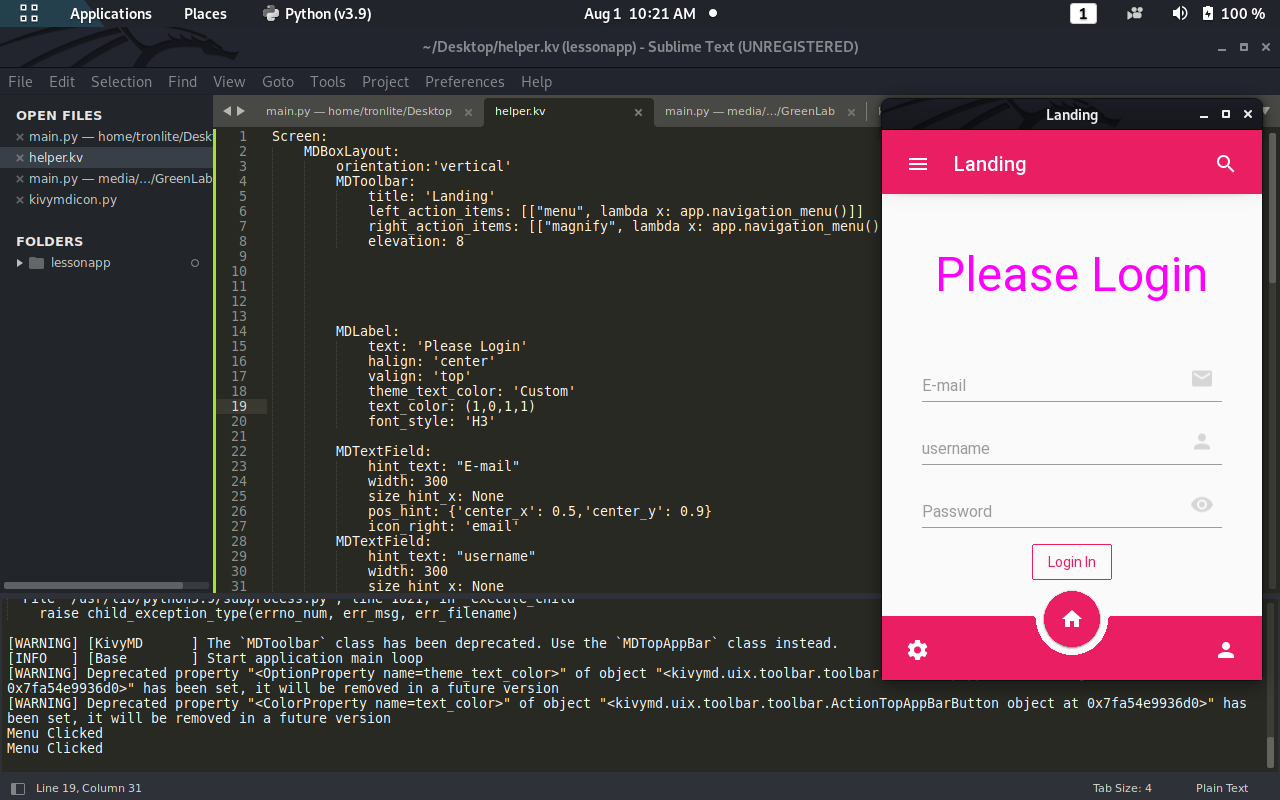 Applications Places Python (v3.9) Aug 1 10:21 AM 1 100 %
~/Desktop/helper.kv (lessonapp) - Sublime Text (UNREGISTERED)
File Edit Selection Find View Goto Tools Project Preferences Help
OPEN FILES
main.py — home/tronlite/Desk
helper.kv
main.py — media/.../GreenLab
kivymdicon.py
FOLDERS
lessonapp
main.py — home/tronlite/Desktop helper.kv main.py — media/.../GreenLab
1 Screen:
2 MDBoxLayout:
3 orientation:'vertical'
4 MDToolbar:
5 title: 'Landing'
6 left_action_items: [["menu", lambda x: app.navigation_menu()]]
7 right_action_items: [["magnify", lambda x: app.navigation_menu()
8 elevation: 8
9
10
11
12
13
14 MDLabel:
15 text: 'Please Login'
16 halign: 'center'
17 valign: 'top'
18 theme_text_color: 'Custom'
19 text_color: (1,0,1,1)
20 font_style: 'H3'
21
22 MDTextField:
23 hint_text: "E-mail"
24 width: 300
25 size_hint_x: None
26 pos_hint: {'center_x': 0.5,'center_y': 0.9}
27 icon_right: 'email'
28 MDTextField:
29 hint_text: "username"
30 width: 300
31 size_hint_x: None
Landing
Landing
Please Login
E-mail
username
Password
Login In
File "/usr/lib/python3.9/subprocess.py", line 1821, in _execute_child
raise child_exception_type(errno_num, err_msg, err_filename)
[WARNING] [KivyMD ] The `MDToolbar` class has been deprecated. Use the `MDTopAppBar` class instead.
[INFO ] [Base ] Start application main loop
[WARNING] Deprecated property "<OptionProperty name=theme_text_color>" of object "<kivymd.uix.toolbar.toolbar
0x7fa54e9936d0>" has been set, it will be removed in a future version
[WARNING] Deprecated property "<ColorProperty name=text_color>" of object "<kivymd.uix.toolbar.toolbar.ActionTopAppBarButton object at 0x7fa54e9936d0>" has
been set, it will be removed in a future version
Menu Clicked
Menu Clicked
Line 19, Column 31 Tab Size: 4 Plain Text